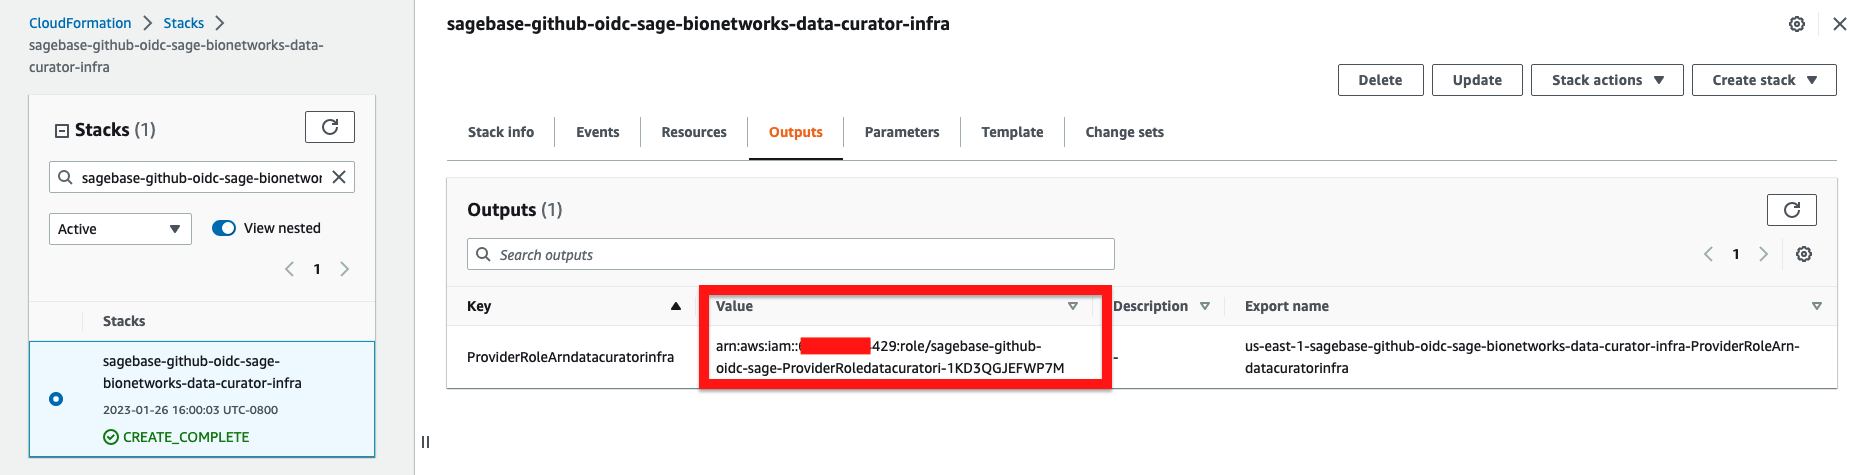 CloudFormation > Stacks >
sagebase-github-oidc-sage-bionetworks-data-
curator-infra
Stacks (1)
sagebase-github-oidc-sage-bionetwor
Active
View nested
1
Stacks
sagebase-github-oidc-sage-
bionetworks-data-curator-infra
2023-01-26 16:00:03 UTC-0800
CREATE_COMPLETE
sagebase-github-oidc-sage-bionetworks-data-curator-infra
Delete Update Stack actions Create stack
Stack info Events Resources Outputs Parameters Template Change sets
Outputs (1)
Search outputs
1
Key Value Description Export name
ProviderRoleArndatacuratorinfra
arn:aws:iam:: 429:role/sagebase-github-
oidc-sage-ProviderRoledatacuratori-1KD3QGJEFWP7M
-
us-east-1-sagebase-github-oidc-sage-bionetworks-data-curator-infra-ProviderRoleArn-
datacuratorinfra